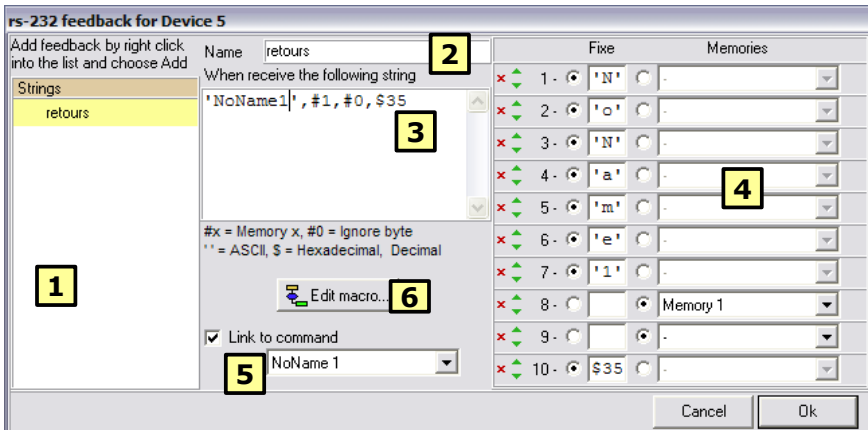 rs-232 feedback for Device 5
Add feedback by right click
into the list and choose Add
Strings
retours
1
Name retours
2
When receive the following string
'NoName1',#1,#0,$35
3
#x = Memory x, #0 = Ignore byte
' ' = ASCII, $ = Hexadecimal, Decimal
Edit macro...
6
Link to command
5
NoName 1
Fixe Memories
1 - 'N' -
2 - 'o' -
3 - 'N' -
4 - 'a' -
4
5 - 'm' -
6 - 'e' -
7 - '1' -
8 - Memory 1
9 - -
10 - $35 -
Cancel Ok